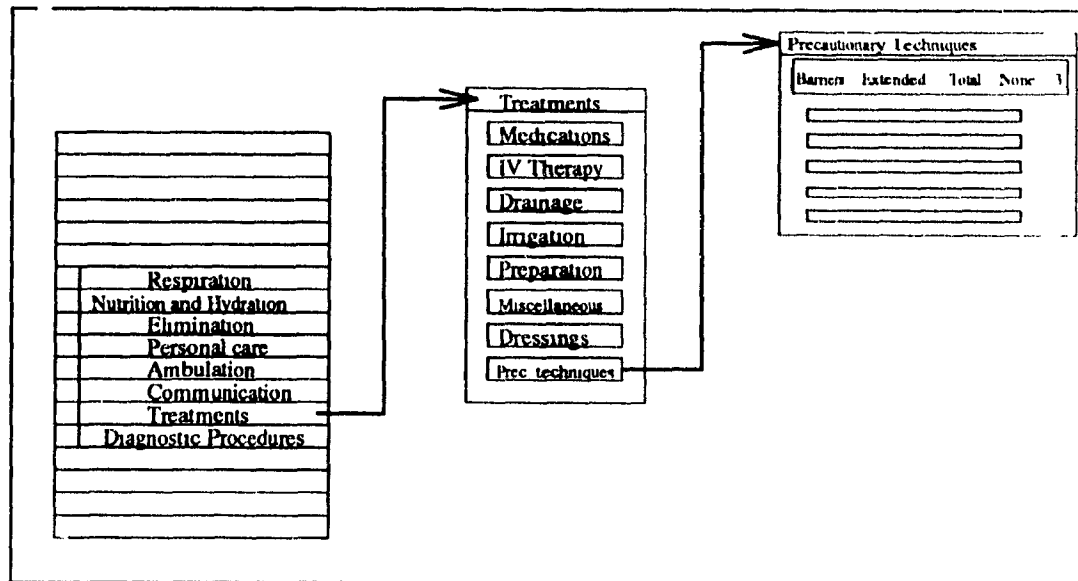 Respiration
Nutrition and Hydration
Elimination
Personal care
Ambulation
Communication
Treatments
Diagnostic Procedures
Treatments
Medications
IV Therapy
Drainage
Irrigation
Preparation
Miscellaneous
Dressings
Prec techniques
Precautionary Techniques
Barriers Extended Total None